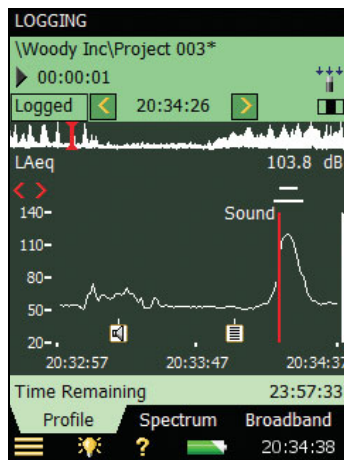 LOGGING
\Woody Inc\Project 003*
00:00:01
Logged < 20:34:26 >
LAeq 103.8 dB
< >
Sound
140
110
80
50
20
20:32:57 20:33:47 20:34:37
Time Remaining 23:57:33
Profile Spectrum Broadband
? 20:34:38